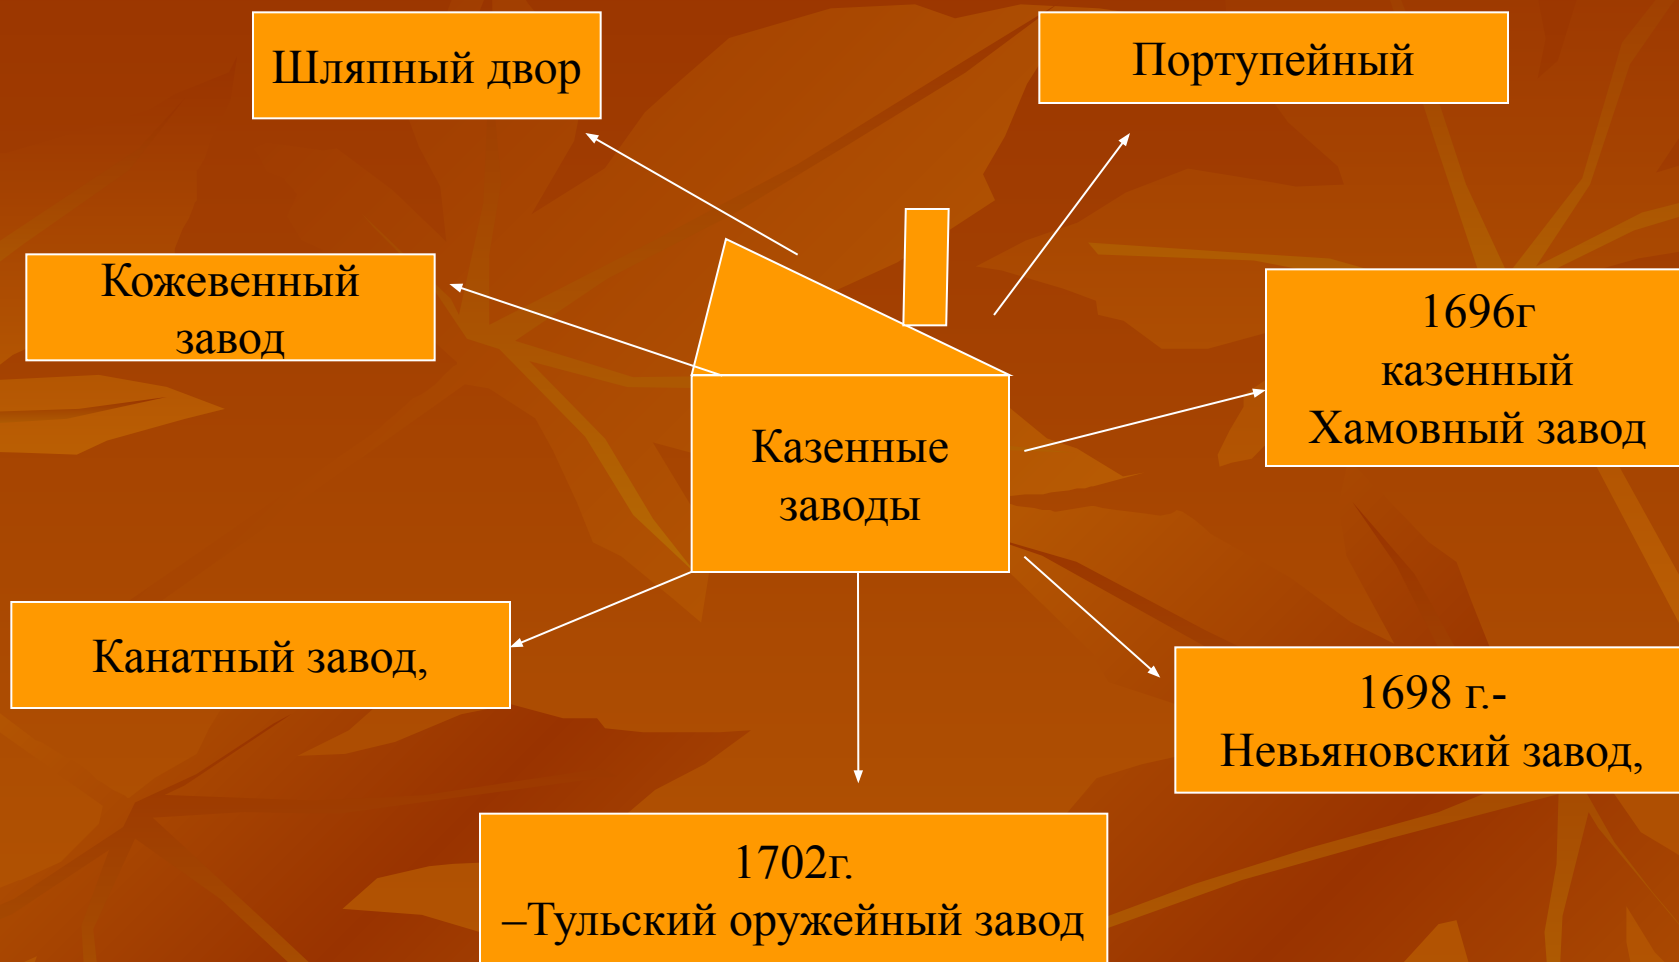 Шляпный двор
Портупейный
Кожевенный
завод
1696г
казенный
Хамовный завод
Казенные
заводы
Канатный завод,
1698 г.-
Невьяновский завод,
1702г.
–Тульский оружейный завод